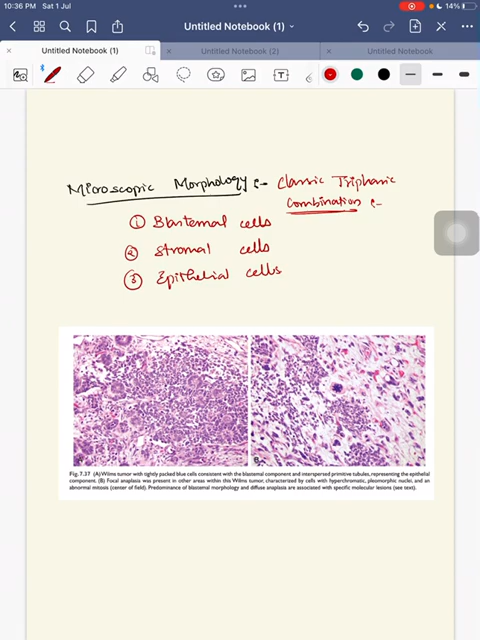 10:36 PM Sat 1 Jul
14%
Untitled Notebook (1)
Untitled Notebook (1)
Untitled Notebook (2)
Untitled Notebook
Microscopic Morphology :- Classic Triphasic
Combination :-
① Blastemal cells
② Stromal cells
③ Epithelial cells
Fig. 7.37 (A) Wilms tumor with tightly packed blue cells consistent with the blastemal component and interspersed primitive tubules, representing the epithelial
component. (B) Focal anaplasia was present in other areas within this Wilms tumor, characterized by cells with hyperchromatic, pleomorphic nuclei, and an
abnormal mitosis (center of field). Predominance of blastemal morphology and diffuse anaplasia are associated with specific molecular lesions (see text).